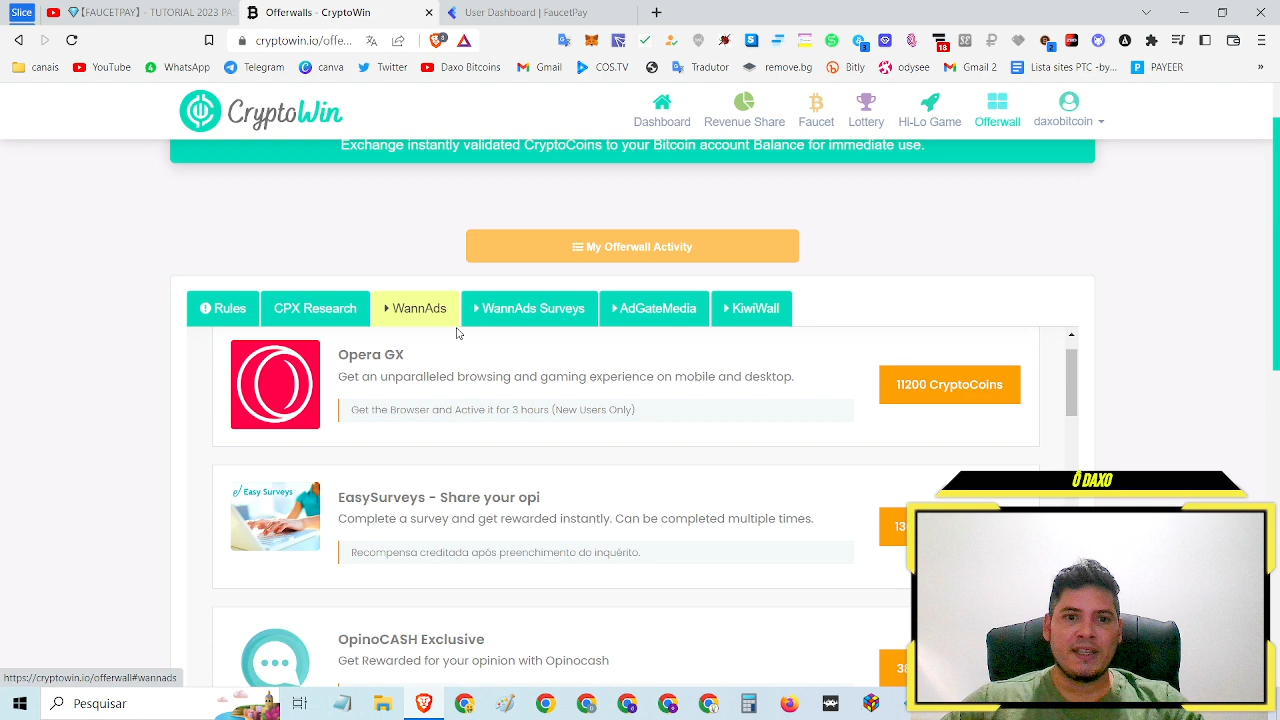 Slice
【FAUCETPAY】 - TUTORIAL 2023 PA
CryptoWin - Offerwalls
User Dashboard | FaucetPay
cryptowin.io/offe...
canais
YouTube
WhatsApp
Telegram
Canva
Twitter
Daxo Bitcoins
Gmail
COS.TV
Tradutor
remove.bg
Bitly
odysee
Gmail 2
Lista sites PTC -by...
PAYEER
»
CryptoWin
Dashboard
Revenue Share
Faucet
Lottery
Hi-Lo Game
Offerwall
daxobitcoin
Exchange instantly validated CryptoCoins to your Bitcoin account Balance for immediate use.
My Offerwall Activity
Rules
CPX Research
WannAds
WannAds Surveys
AdGateMedia
KiwiWall
Opera GX
Get an unparalleled browsing and gaming experience on mobile and desktop.
11200 CryptoCoins
Get the Browser and Active it for 3 hours (New Users Only)
Easy Surveys
EasySurveys - Share your opi
Complete a survey and get rewarded instantly. Can be completed multiple times.
Recompensa creditada após preenchimento do inquérito.
OpinoCASH Exclusive
Get Rewarded for your opinion with Opinocash
Ö DAXO
https://cryptowin.io/offerwall#wannads
Pesquisar